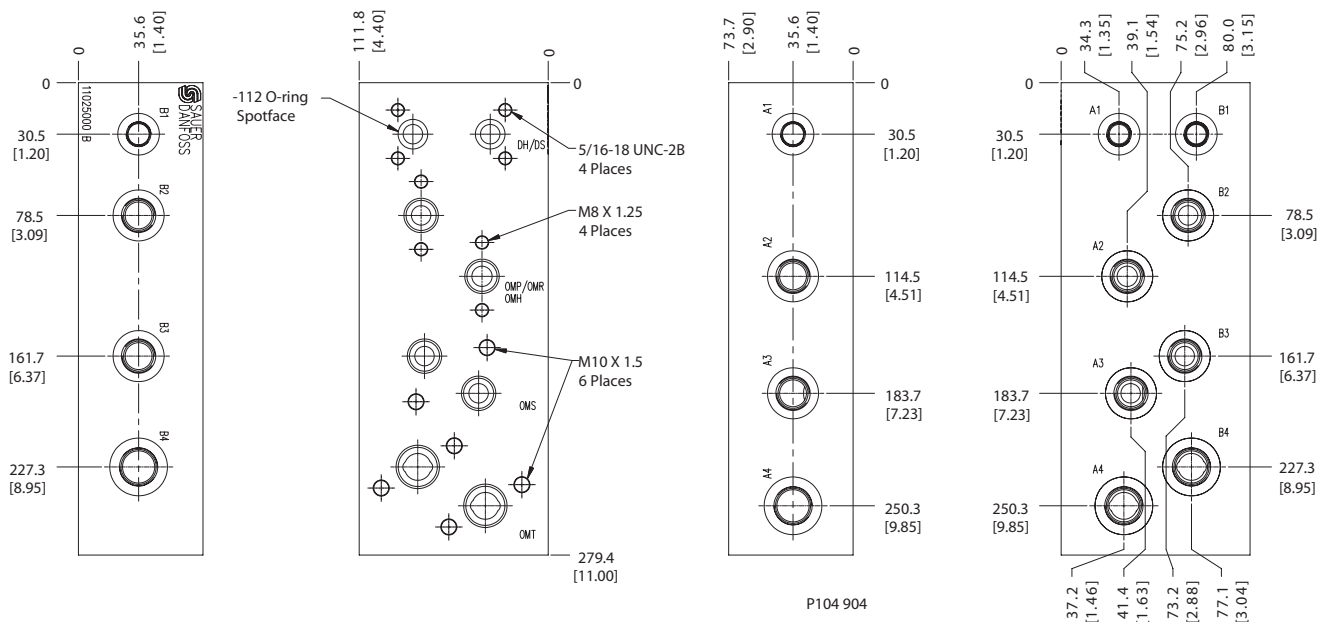 0
35.6
[1.40]
0
30.5
[1.20]
78.5
[3.09]
161.7
[6.37]
227.3
[8.95]
11025000 B
B1
SAUER
DANFOSS
B2
B3
B4
111.8
[4.40]
0
0
-112 O-ring
Spotface
DH/DS
5/16-18 UNC-2B
4 Places
M8 X 1.25
4 Places
OMP/OMR
OMH
M10 X 1.5
6 Places
OMS
OMT
279.4
[11.00]
73.7
[2.90]
35.6
[1.40]
0
A1
30.5
[1.20]
A2
114.5
[4.51]
A3
183.7
[7.23]
A4
250.3
[9.85]
P104 904
0
34.3
[1.35]
39.1
[1.54]
75.2
[2.96]
80.0
[3.15]
0
A1
B1
30.5
[1.20]
B2
78.5
[3.09]
A2
114.5
[4.51]
B3
161.7
[6.37]
A3
183.7
[7.23]
B4
227.3
[8.95]
A4
250.3
[9.85]
37.2
[1.46]
41.4
[1.63]
73.2
[2.88]
77.1
[3.04]